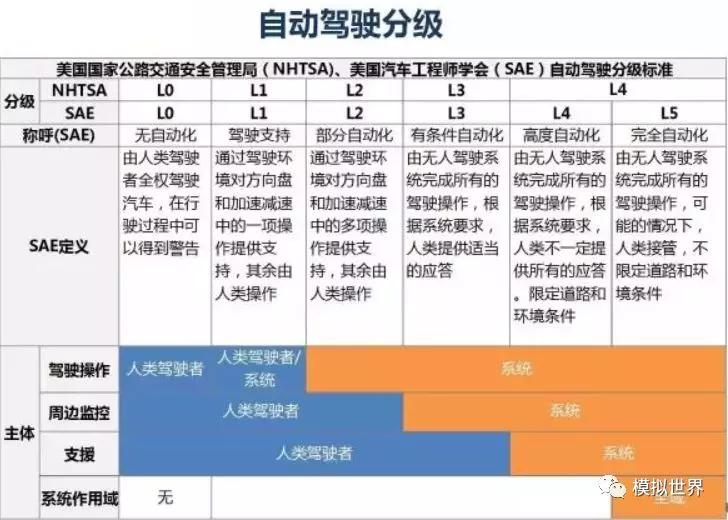 自动驾驶分级
美国国家公路交通安全管理局（NHTSA）、美国汽车工程师学会（SAE）自动驾驶分级标准
分级
NHTSA L0 L1 L2 L3 L4
SAE L0 L1 L2 L3 L4 L5
称呼(SAE) 无自动化 驾驶支持 部分自动化 有条件自动化 高度自动化 完全自动化
SAE定义
由人类驾驶
者全权驾驶
汽车，在行
驶过程中可
以得到警告
通过驾驶环
境对方向盘
和加速减速
中的一项操
作提供支
持，其余由
人类操作
通过驾驶环
境对方向盘
和加速减速
中的多项操
作提供支
持，其余由
人类操作
由无人驾驶系
统完成所有的
驾驶操作，根
据系统要求，
人类提供适当
的应答
由无人驾驶系
统完成所有的
驾驶操作，根
据系统要求，
人类不一定提
供所有的应答
。限定道路和
环境条件
由无人驾驶系
统完成所有的
驾驶操作，可
能的情况下，
人类接管，不
限定道路和环
境条件
主体
驾驶操作 人类驾驶者 人类驾驶者/
系统 系统
周边监控 人类驾驶者 系统
支援 人类驾驶者 系统
系统作用域 无
模拟世界